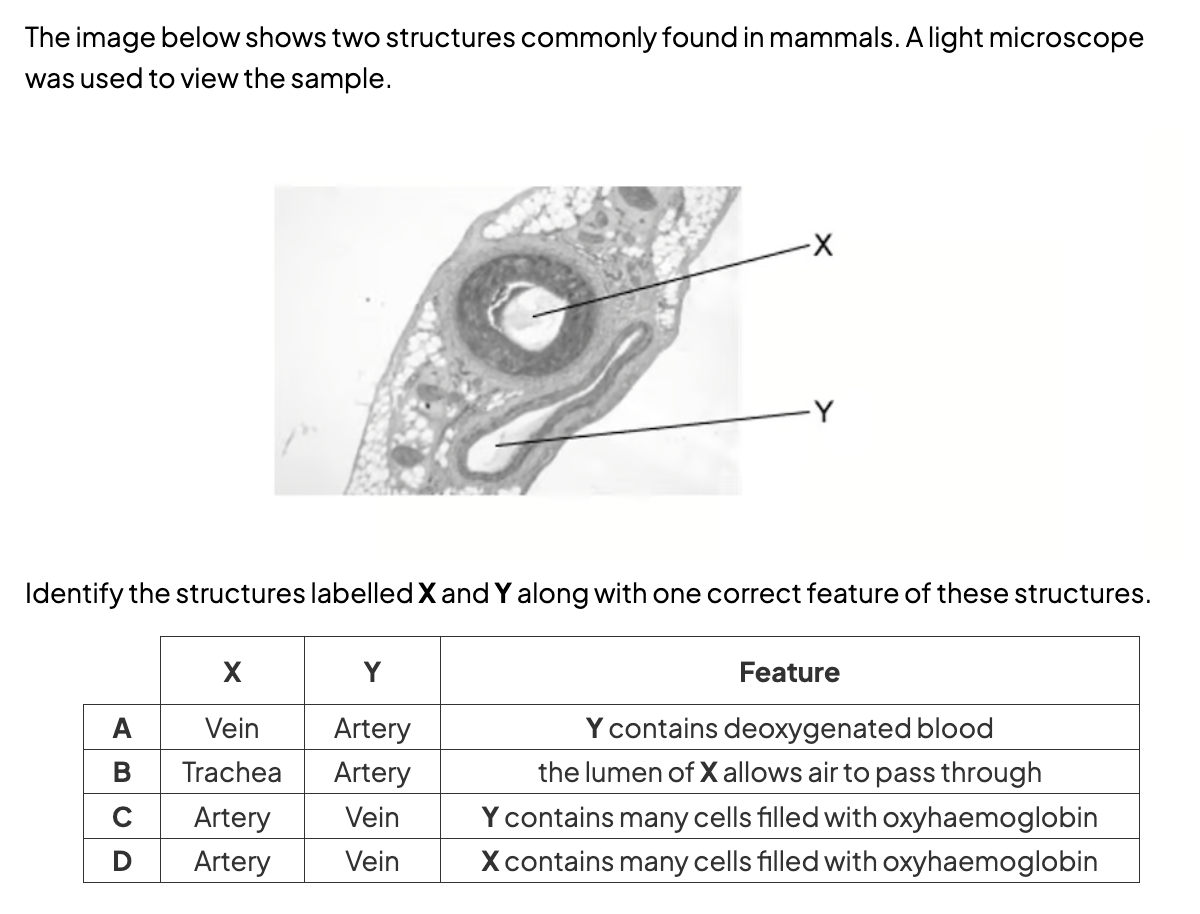 The image below shows two structures commonly found in mammals. A light microscope
was used to view the sample.
X
Y
Identify the structures labelled X and Y along with one correct feature of these structures.
X Y Feature
A Vein Artery Y contains deoxygenated blood
B Trachea Artery the lumen of X allows air to pass through
C Artery Vein Y contains many cells filled with oxyhaemoglobin
D Artery Vein X contains many cells filled with oxyhaemoglobin